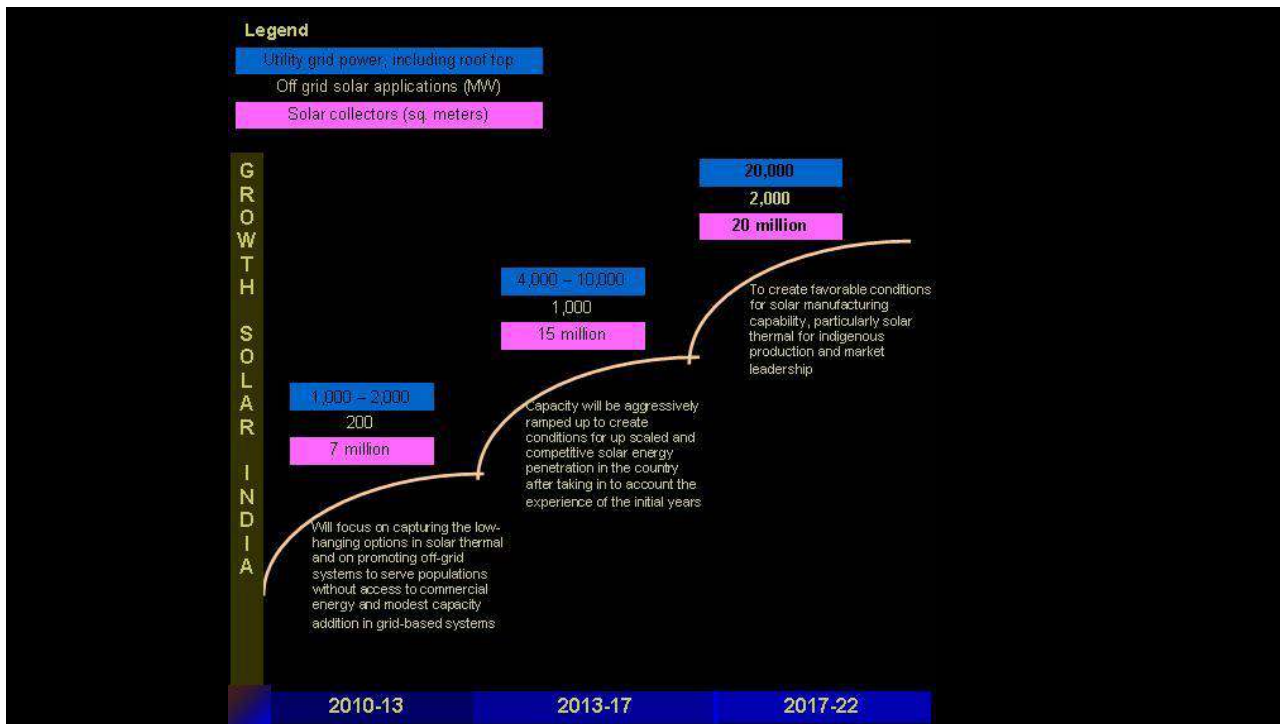 Legend
Utility grid power, including roof top
Off grid solar applications (MW)
Solar collectors (sq. meters)
GROWTH SOLAR INDIA
20,000
2,000
20 million
4,000 – 10,000
1,000
15 million
To create favorable conditions
for solar manufacturing
capability, particularly solar
thermal for indigenous
production and market
leadership
1,000 – 2,000
200
7 million
Capacity will be aggressively
ramped up to create
conditions for up scaled and
competitive solar energy
penetration in the country
after taking in to account the
experience of the initial years
Will focus on capturing the low-
hanging options in solar thermal
and on promoting off-grid
systems to serve populations
without access to commercial
energy and modest capacity
addition in grid-based systems
2010-13
2013-17
2017-22